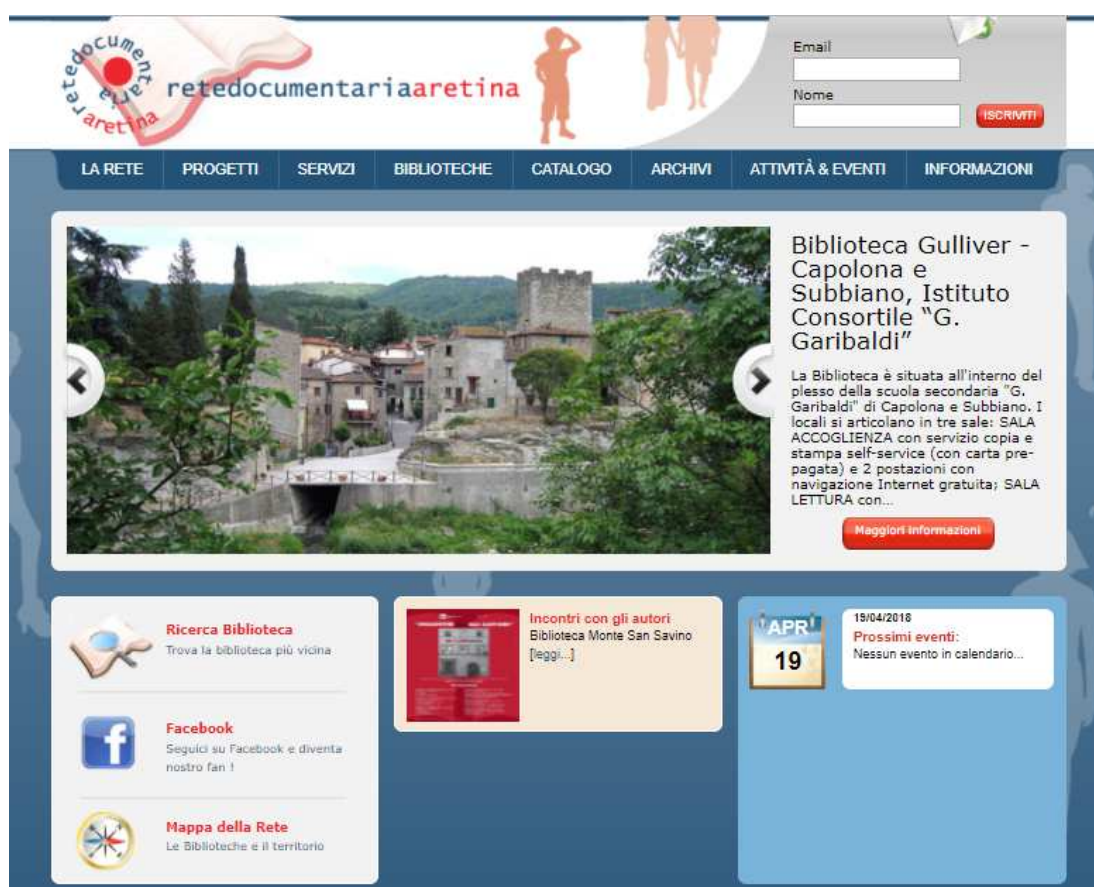 retedocumentaria
aretina
retedocumentariaaretina
Email
Nome
ISCRIVITI
LA RETE
PROGETTI
SERVIZI
BIBLIOTECHE
CATALOGO
ARCHIVI
ATTIVITÀ & EVENTI
INFORMAZIONI
Biblioteca Gulliver -
Capolona e
Subbiano, Istituto
Consortile “G.
Garibaldi”
La Biblioteca è situata all'interno del
plesso della scuola secondaria "G.
Garibaldi" di Capolona e Subbiano. I
locali si articolano in tre sale: SALA
ACCOGLIENZA con servizio copia e
stampa self-service (con carta pre-
pagata) e 2 postazioni con
navigazione Internet gratuita; SALA
LETTURA con...
Maggiori informazioni
Ricerca Biblioteca
Trova la biblioteca più vicina
Facebook
Seguici su Facebook e diventa
nostro fan !
Mappa della Rete
Le Biblioteche e il territorio
Incontri con gli autori
Biblioteca Monte San Savino
[leggi...]
APR
19
19/04/2018
Prossimi eventi:
Nessun evento in calendario...